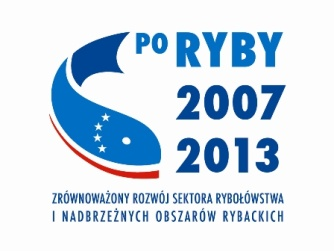 PO RYBY
2007
2013
ZRÓWNOWAŻONY ROZWÓJ SEKTORA RYBOŁÓWSTWA
I NADBRZEŻNYCH OBSZARÓW RYBACKICH